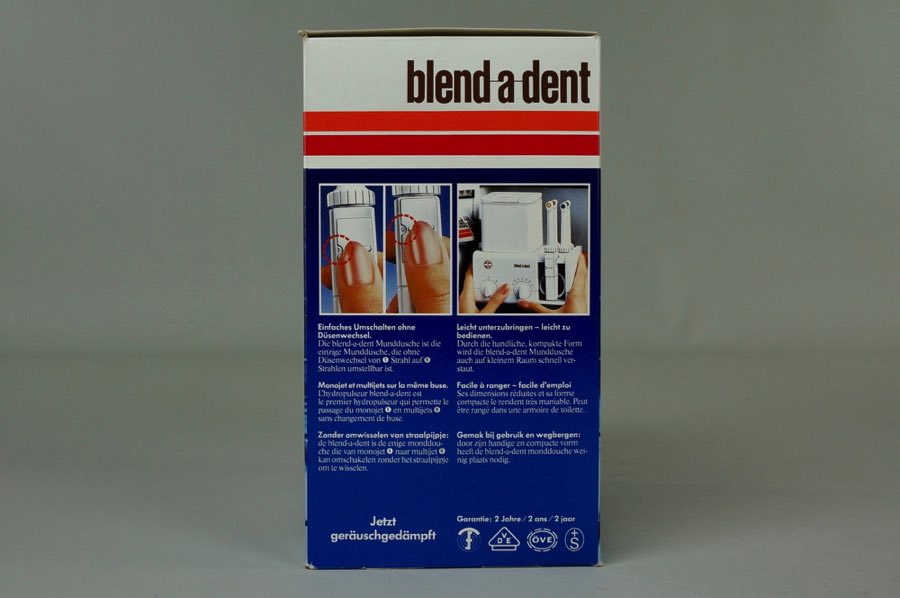 blend-a-dent
blend-a-dent
Einfaches Umschalten ohne
Düsenwechsel.
Die blend-a-dent Munddusche ist die
einzige Munddusche, die ohne
Düsenwechsel von 1 Strahl auf 9
Strahlen umstellbar ist.
Monojet et multijets sur la même buse.
L'hydropulseur blend-a-dent est
le premier hydropulseur qui permette le
passage du monojet 1 en multijets 9
sans changement de buse.
Zonder omwisselen van straalpijpje:
de blend-a-dent is de enige monddou-
che die van monojet 1 naar multijet 9
kan omschakelen zonder het straalpijpje
om te wisselen.
Leicht unterzubringen – leicht zu
bedienen.
Durch die handliche, kompakte Form
wird die blend-a-dent Munddusche
auch auf kleinem Raum schnell ver-
staut.
Facile à ranger – facile d'emploi
Ses dimensions réduites et sa forme
compacte le rendent très maniable. Peut
être rangé dans une armoire de toilette.
Gemak bij gebruik en wegbergen:
door zijn handige en compacte vorm
heeft de blend-a-dent monddouche wei-
nig plaats nodig.
Jetzt
geräuschgedämpft
Garantie: 2 Jahre / 2 ans / 2 jaar
VDE
ÖVE
+S